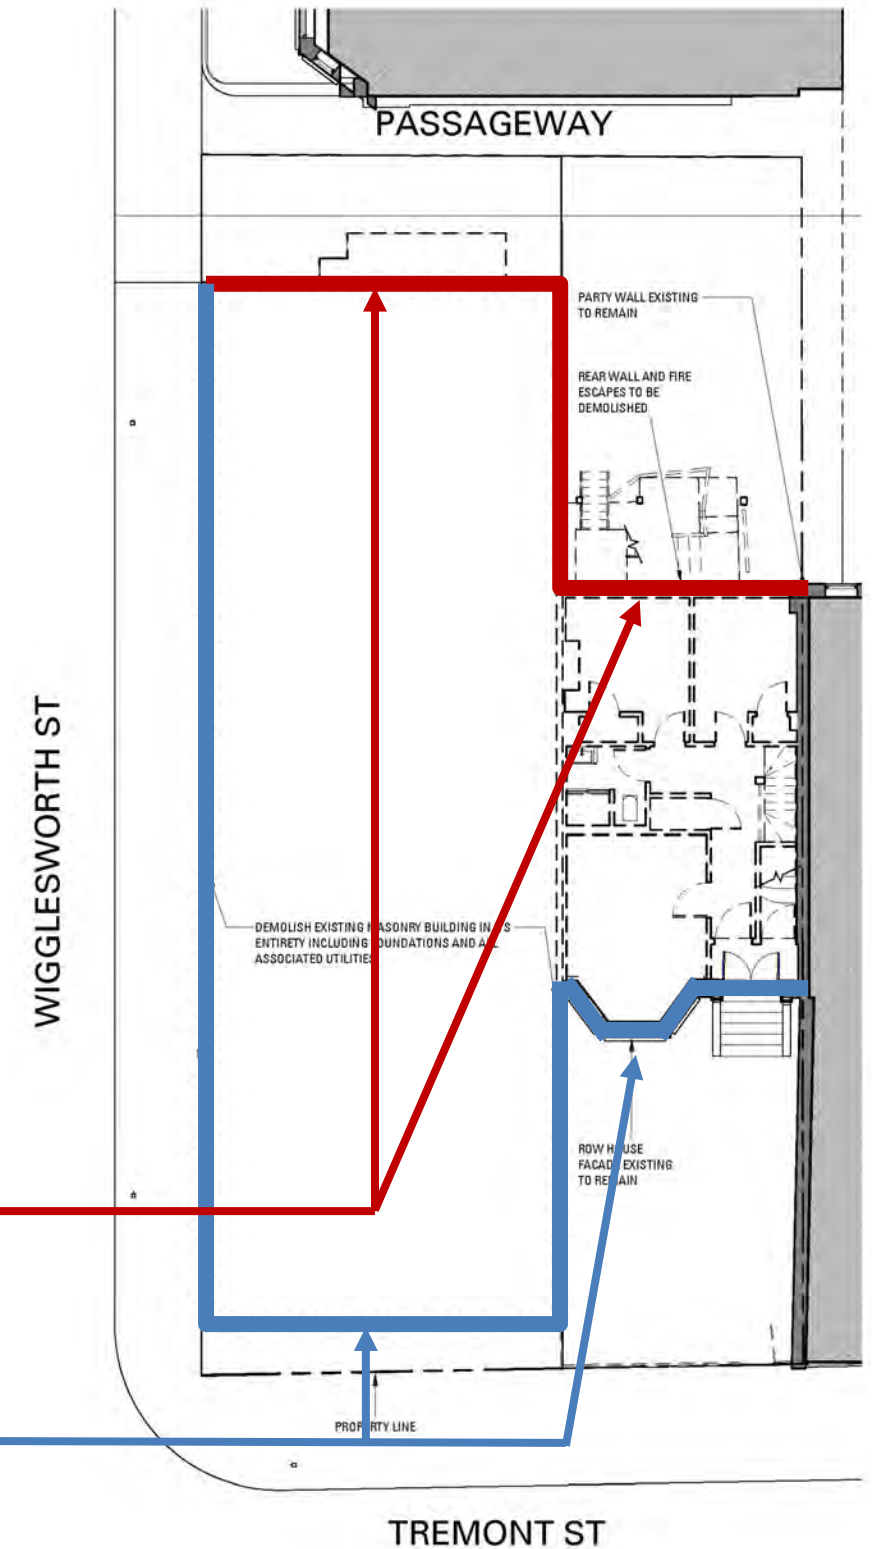 PASSAGEWAY
PARTY WALL EXISTING
TO REMAIN
REAR WALL AND FIRE
ESCAPES TO BE
DEMOLISHED
WIGGLESWORTH ST
DEMOLISH EXISTING MASONRY BUILDING IN ITS
ENTIRETY INCLUDING FOUNDATIONS AND ALL
ASSOCIATED UTILITIES
ROW HOUSE
FACADE EXISTING
TO REMAIN
PROPERTY LINE
TREMONT ST